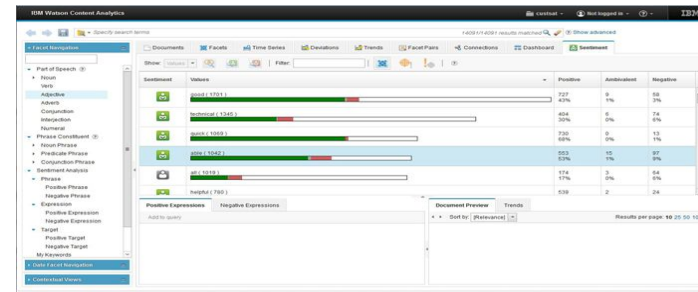 IBM Watson Content Analytics
custsat
Not logged in
IBM
Specify search terms
14091/14091 results matched
Show advanced
Facet Navigation
Documents
Facets
Time Series
Deviations
Trends
Facet Pairs
Connections
Dashboard
Sentiment
Show: Values
Filter:
Part of Speech
Noun
Verb
Adjective
Adverb
Conjunction
Interjection
Numeral
Phrase Constituent
Noun Phrase
Predicate Phrase
Conjunction Phrase
Sentiment Analysis
Phrase
Positive Phrase
Negative Phrase
Expression
Positive Expression
Negative Expression
Target
Positive Target
Negative Target
My Keywords
Date Facet Navigation
Contextual Views
Sentiment Values Positive Ambivalent Negative
good ( 1701 ) 727 9 58
43% 1% 3%
technical ( 1345 ) 404 6 74
30% 0% 6%
quick ( 1069 ) 730 0 13
68% 0% 1%
able ( 1042 ) 553 15 97
53% 1% 9%
all ( 1018 ) 174 3 64
17% 0% 6%
helpful ( 780 ) 539 2 24
Positive Expressions
Negative Expressions
Add to query
Document Preview
Trends
Sort by: [Relevance]
Results per page: 10 25 50 10